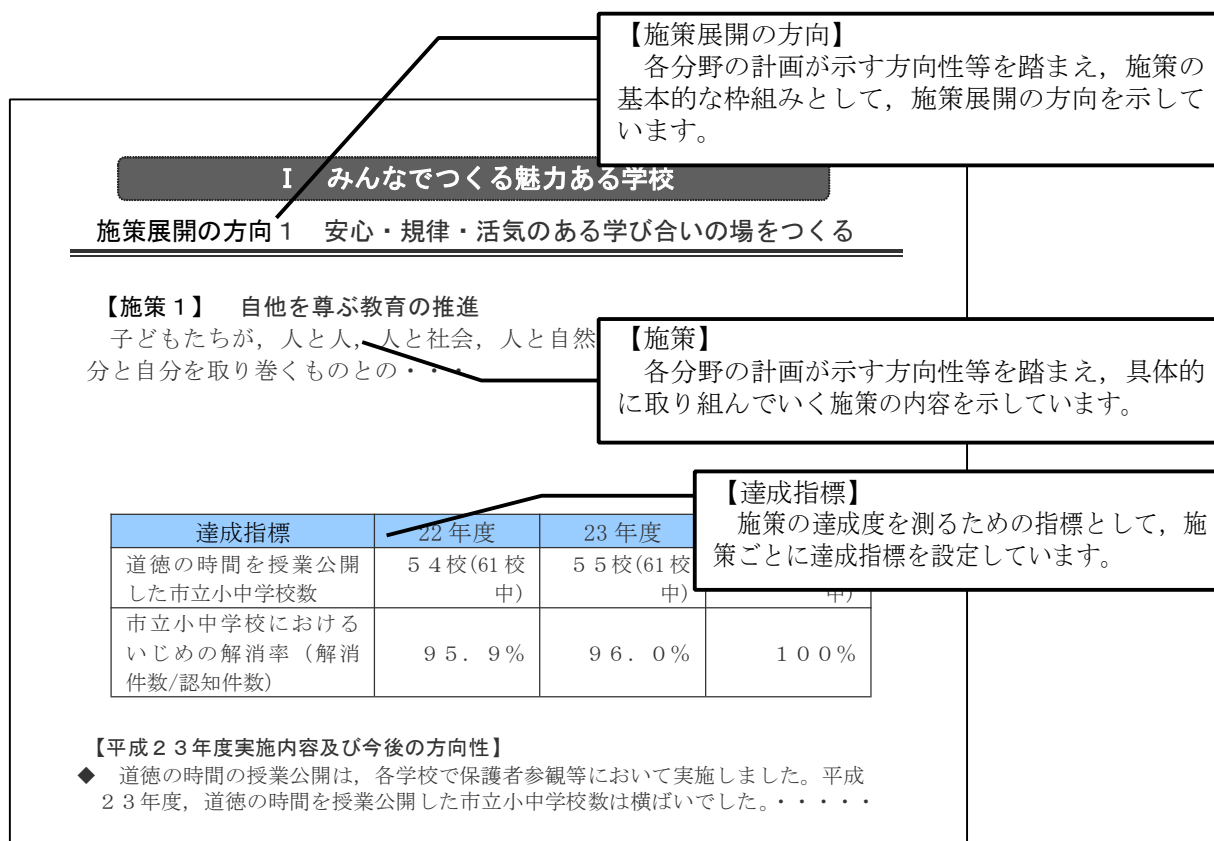 【施策展開の方向】
各分野の計画が示す方向性等を踏まえ，施策の
基本的な枠組みとして，施策展開の方向を示して
います。
Ⅰ　みんなでつくる魅力ある学校
施策展開の方向１　安心・規律・活気のある学び合いの場をつくる
【施策１】　自他を尊ぶ教育の推進
子どもたちが，人と人，人と社会，人と自然
分と自分を取り巻くものとの・・・
【施策】
各分野の計画が示す方向性等を踏まえ，具体的
に取り組んでいく施策の内容を示しています。
【達成指標】
施策の達成度を測るための指標として，施
策ごとに達成指標を設定しています。
達成指標　22 年度　23 年度
道徳の時間を授業公開　５４校(61校　５５校(61校
した市立小中学校数　中)　中)　中)
市立小中学校における
いじめの解消率（解消　９５．９%　９６．０%　１００%
件数/認知件数）
【平成２３年度実施内容及び今後の方向性】
◆　道徳の時間の授業公開は，各学校で保護者参観等において実施しました。平成
２３年度，道徳の時間を授業公開した市立小中学校数は横ばいでした。・・・・・